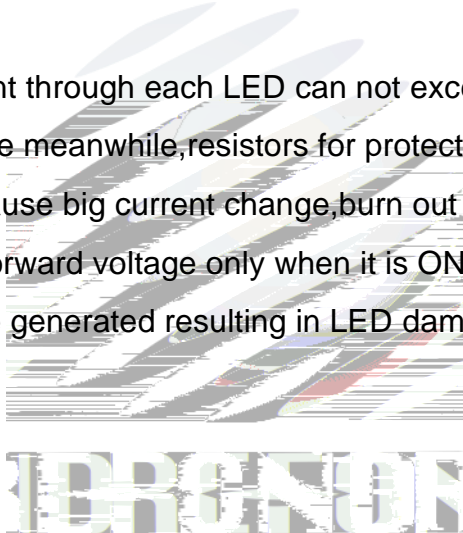 nt through each LED can not exce
e meanwhile,resistors for protect
use big current change,burn out
orward voltage only when it is ON
generated resulting in LED dam